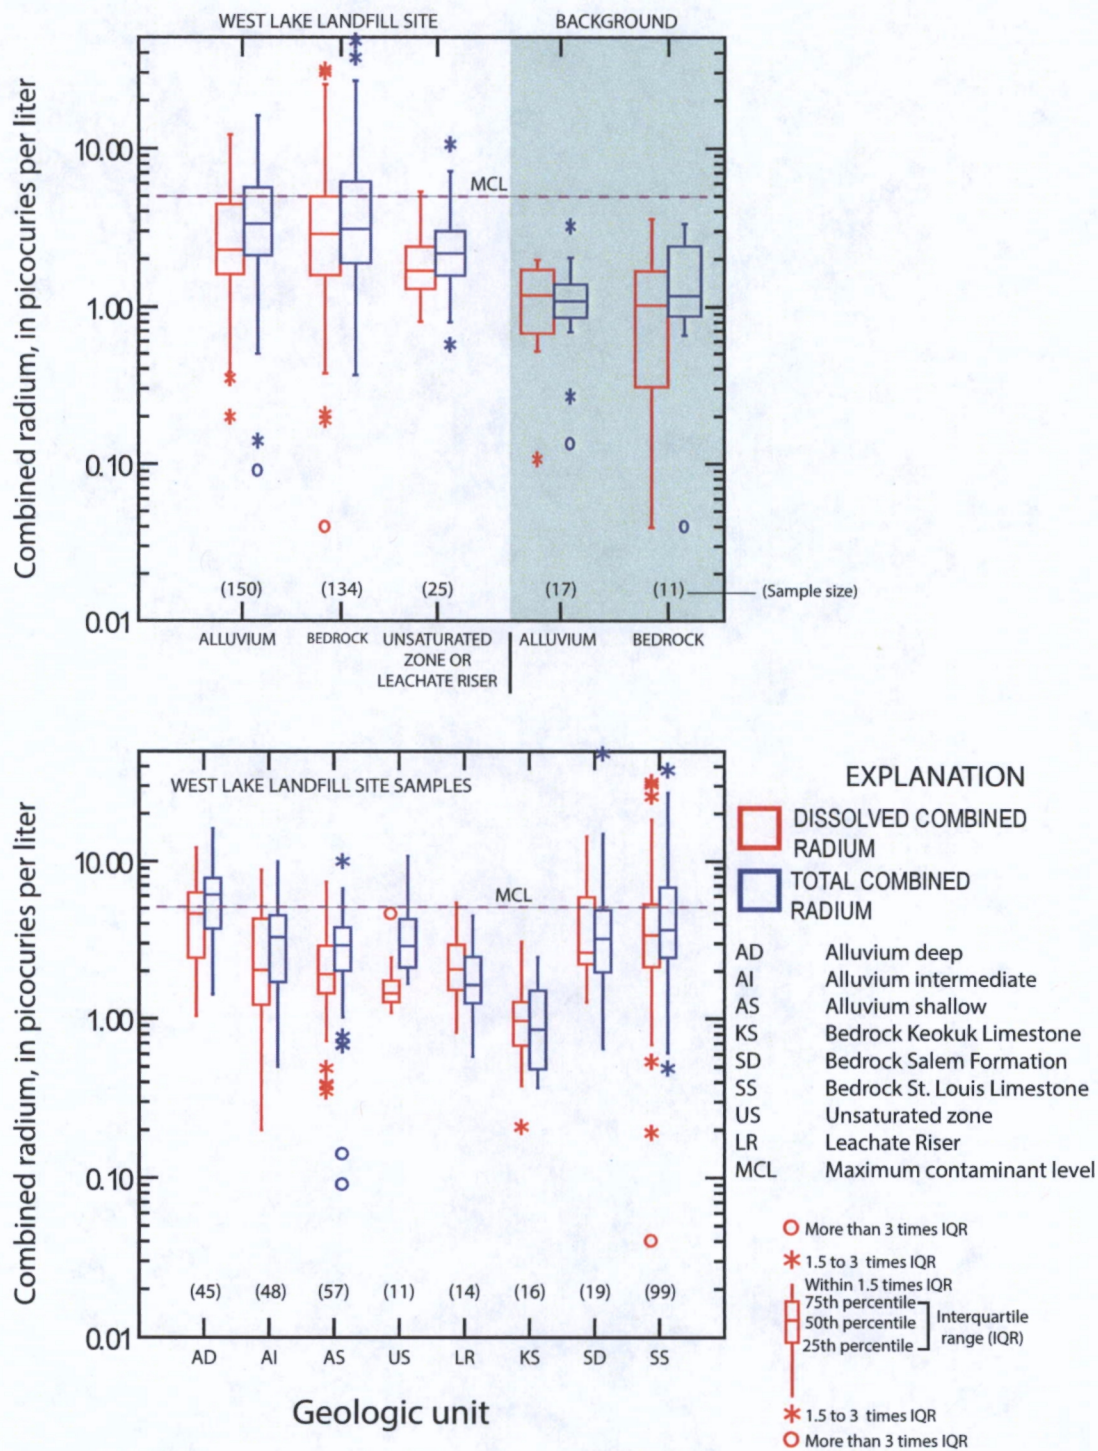 WEST LAKE LANDFILL SITE
BACKGROUND
Combined radium, in picocuries per liter
10.00
1.00
0.10
0.01
MCL
(150)
(134)
(25)
(17)
(11)
(Sample size)
ALLUVIUM
BEDROCK
UNSATURATED
ZONE OR
LEACHATE RISER
ALLUVIUM
BEDROCK
WEST LAKE LANDFILL SITE SAMPLES
Combined radium, in picocuries per liter
10.00
1.00
0.10
0.01
MCL
(45)
(48)
(57)
(11)
(14)
(16)
(19)
(99)
AD
AI
AS
US
LR
KS
SD
SS
Geologic unit
EXPLANATION
DISSOLVED COMBINED
RADIUM
TOTAL COMBINED
RADIUM
AD Alluvium deep
AI Alluvium intermediate
AS Alluvium shallow
KS Bedrock Keokuk Limestone
SD Bedrock Salem Formation
SS Bedrock St. Louis Limestone
US Unsaturated zone
LR Leachate Riser
MCL Maximum contaminant level
More than 3 times IQR
1.5 to 3 times IQR
Within 1.5 times IQR
75th percentile
50th percentile
25th percentile
Interquartile
range (IQR)
1.5 to 3 times IQR
More than 3 times IQR